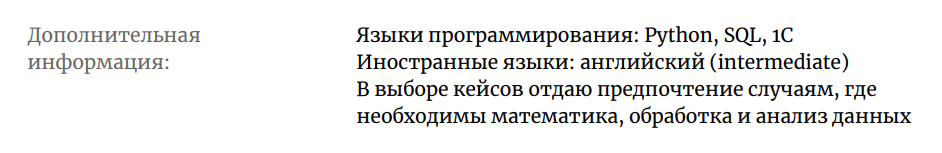 Дополнительная
информация:
Языки программирования: Python, SQL, 1C
Иностранные языки: английский (intermediate)
В выборе кейсов отдаю предпочтение случаям, где
необходимы математика, обработка и анализ данных